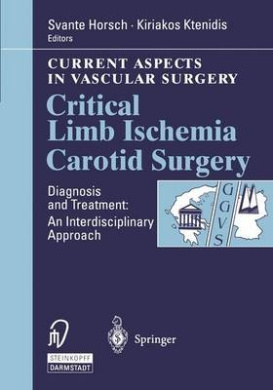 Svante Horsch · Kiriakos Ktenidis
Editors
CURRENT ASPECTS
IN VASCULAR SURGERY
Critical
Limb Ischemia
Carotid Surgery
Diagnosis
and Treatment:
An Interdisciplinary
Approach
GGVS
STEINKOPFF
DARMSTADT
Springer